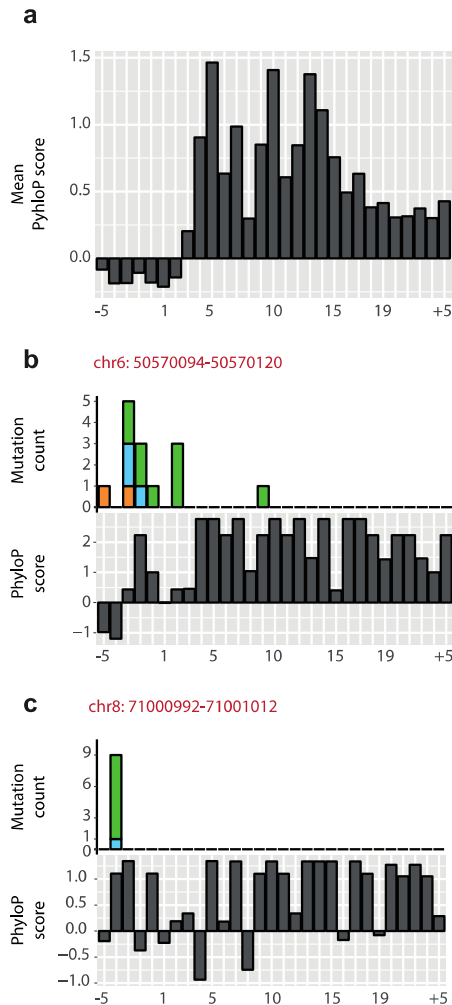 a
1.5
1.0
0.5
0.0
Mean
PyhloP score
-5 1 5 10 15 19 +5
b
chr6: 50570094-50570120
5
4
3
2
1
0
Mutation
count
2
1
0
−1
PhyloP
score
-5 1 5 10 15 19 +5
c
chr8: 71000992-71001012
9
6
3
1
0
Mutation
count
1.0
0.5
0.0
−0.5
−1.0
PhyloP
score
-5 1 5 10 15 19 +5